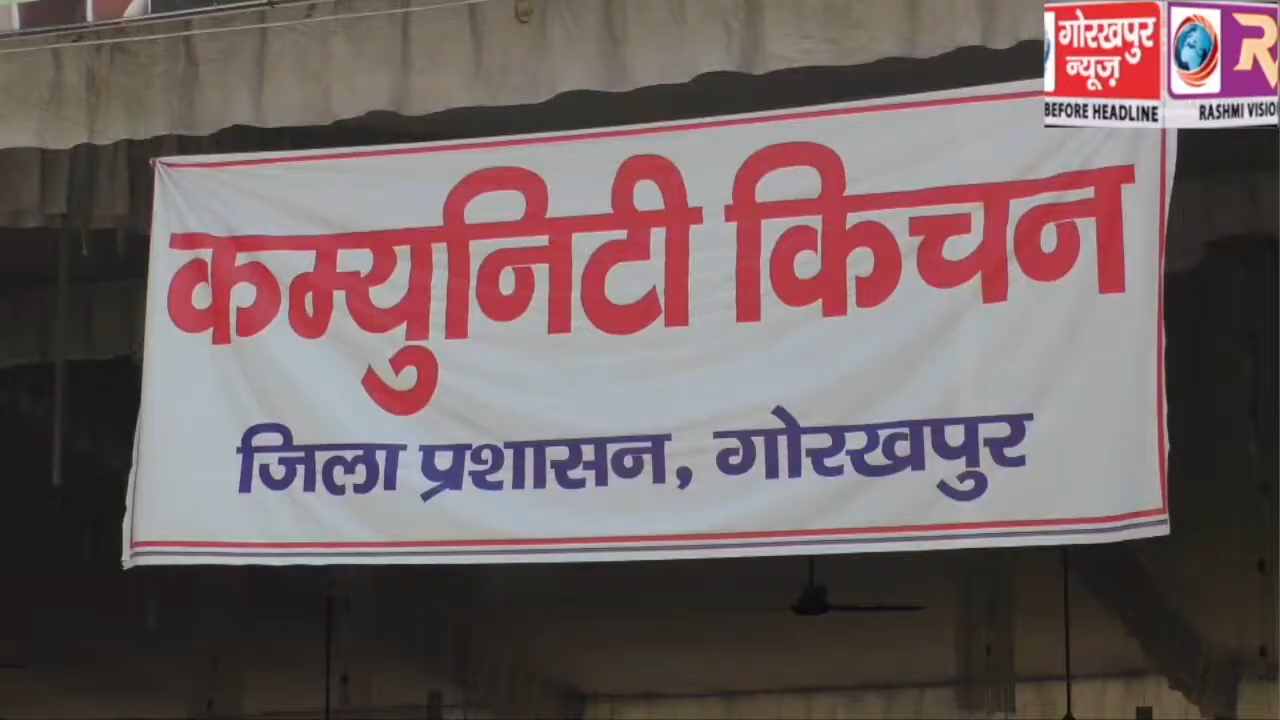 गोरखपुर
न्यूज़
BEFORE HEADLINE
R
RASHMI VISIO
कम्युनिटी किचन
जिला प्रशासन, गोरखपुर